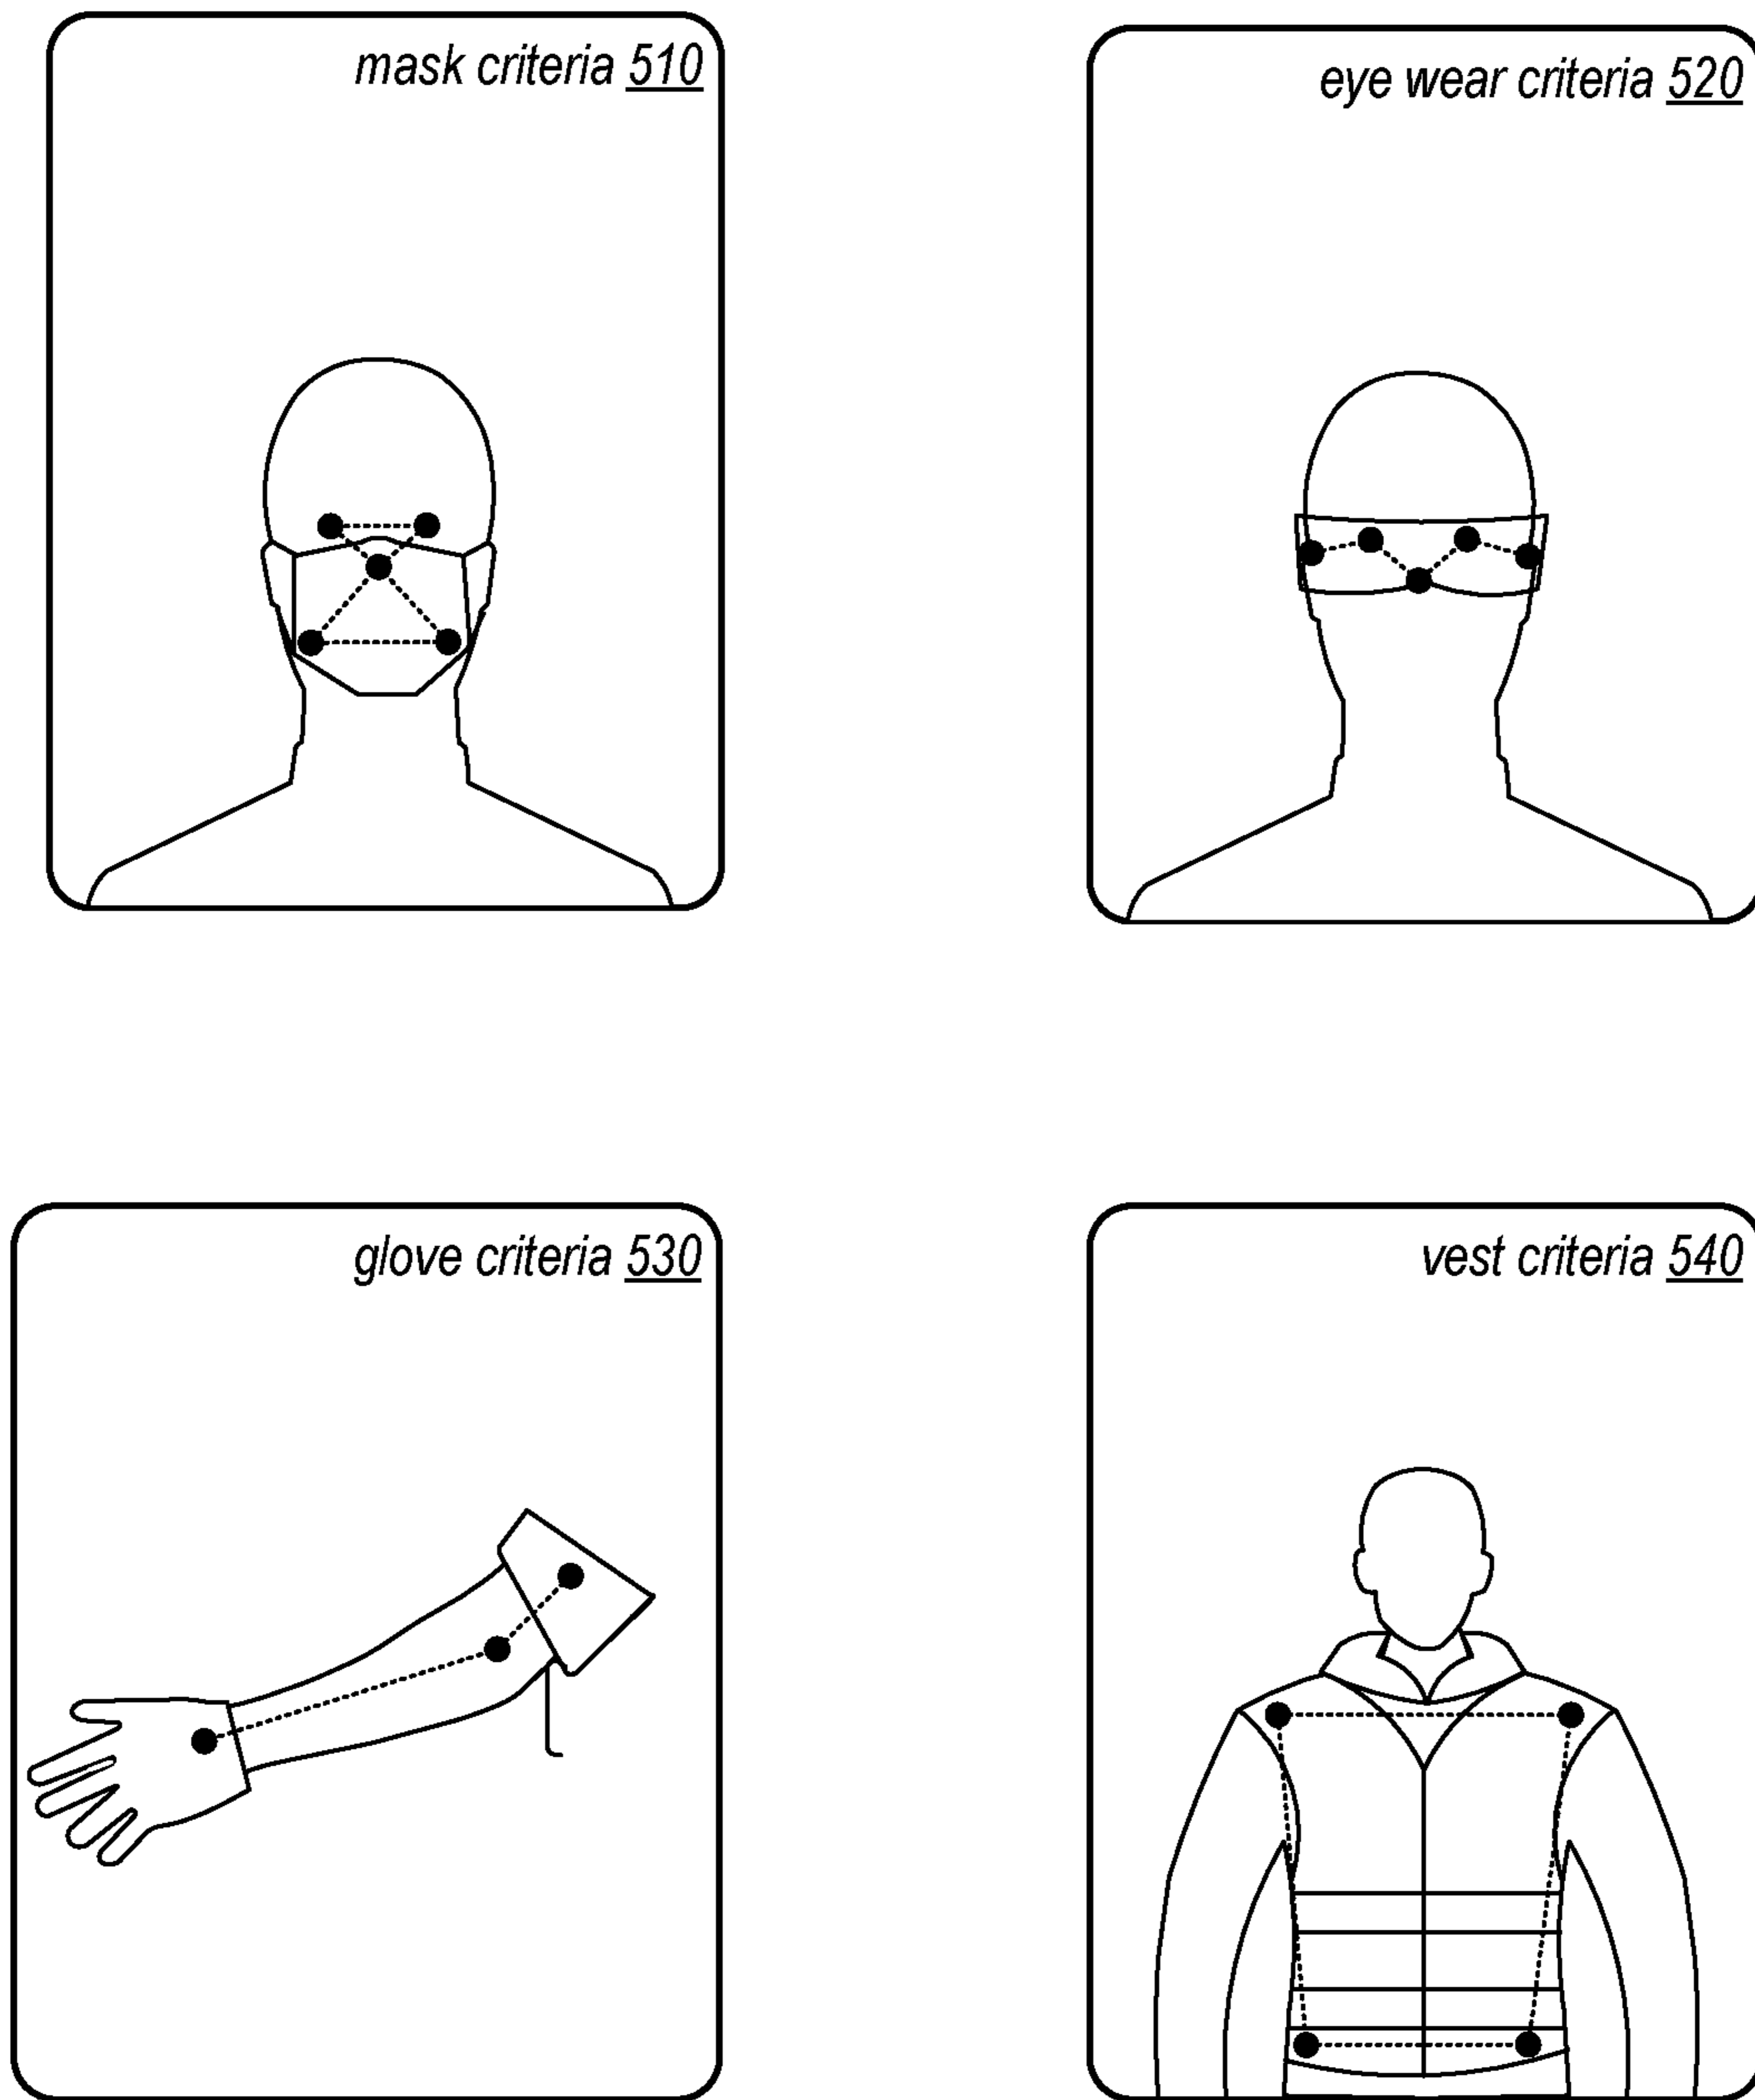 mask criteria 510
eye wear criteria 520
glove criteria 530
vest criteria 540